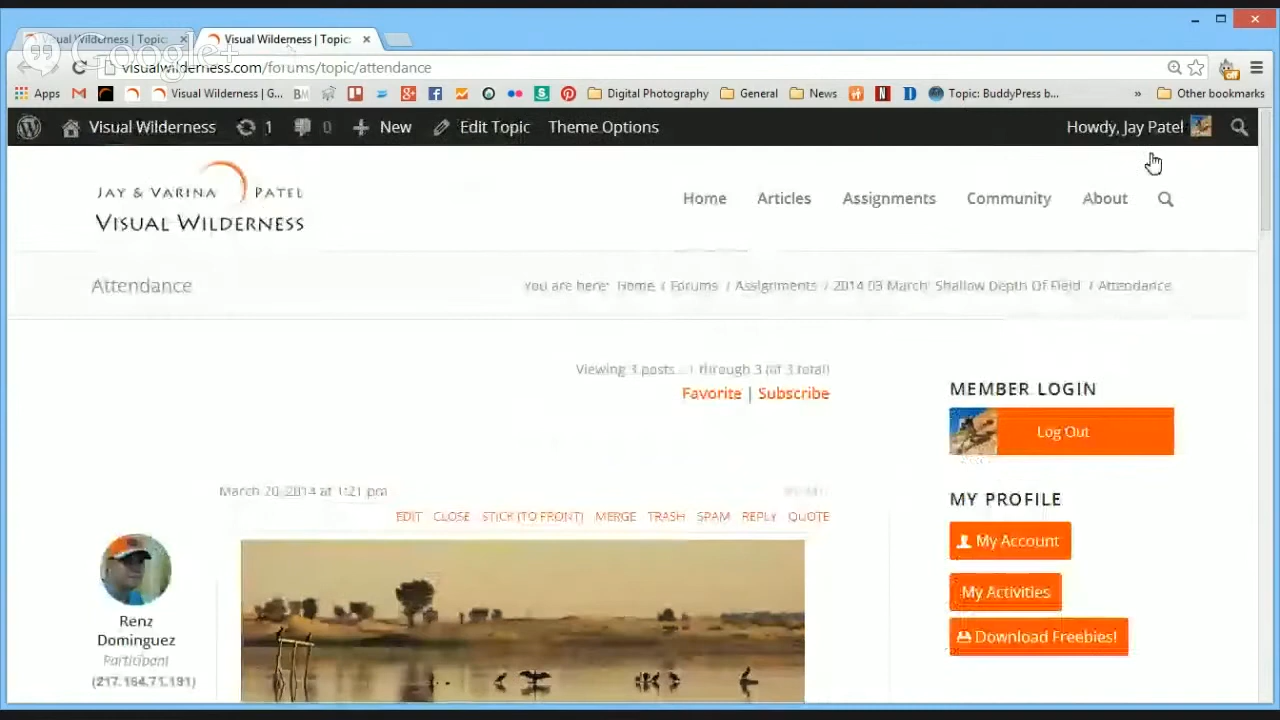 Visual Wilderness | Topic:
Visual Wilderness | Topic:
Google+
visualwilderness.com/forums/topic/attendance
Apps
Visual Wilderness | G...
BM
Digital Photography
General
News
N
D
Topic: BuddyPress b...
»
Other bookmarks
Visual Wilderness
1
0
New
Edit Topic
Theme Options
Howdy, Jay Patel
JAY & VARINA PATEL
VISUAL WILDERNESS
Home
Articles
Assignments
Community
About
Attendance
You are here: Home / Forums / Assignments / 2014 03 March: Shallow Depth Of Field / Attendance
Viewing 3 posts - 1 through 3 (of 3 total)
Favorite | Subscribe
MEMBER LOGIN
Log Out
March 20, 2014 at 1:21 pm
EDIT CLOSE STICK (TO FRONT) MERGE TRASH SPAM REPLY QUOTE
MY PROFILE
My Account
My Activities
Download Freebies!
Renz
Dominguez
Participant
(217.164.71.191)